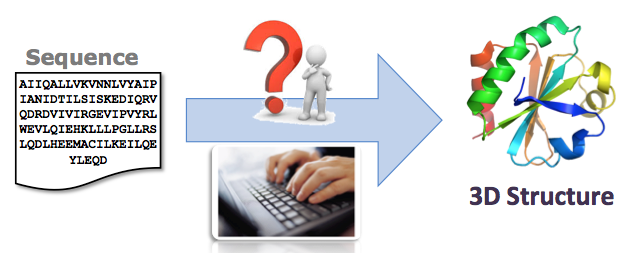 Sequence
AIIQALLVKVNNLVYAIP
IANIDTILSISKEDIQRV
QDRDVIVIRGEVIPVYRL
WEVLQIEHKLLLPGLLRS
LQDLHEEMACILKEILQE
YLEQD
3D Structure